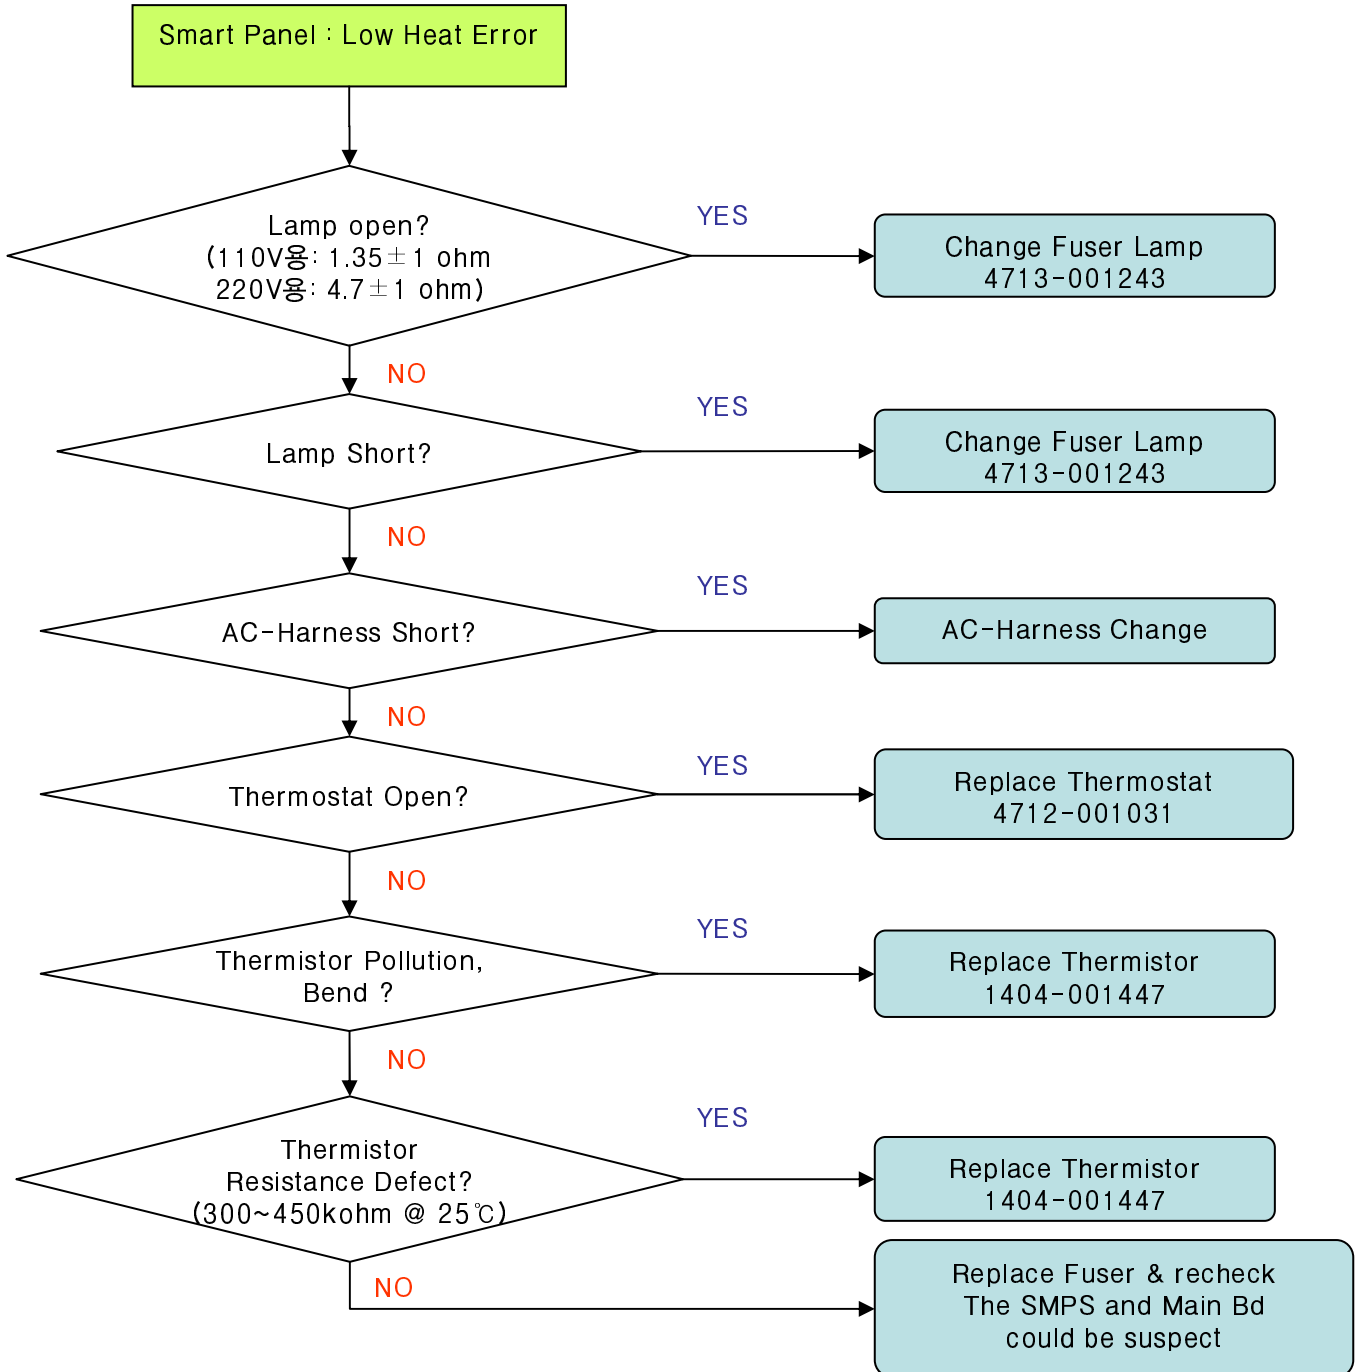 Smart Panel : Low Heat Error
Lamp open?
(110V용: 1.35±1 ohm
220V용: 4.7±1 ohm)
YES
Change Fuser Lamp
4713-001243
NO
Lamp Short?
YES
Change Fuser Lamp
4713-001243
NO
AC-Harness Short?
YES
AC-Harness Change
NO
Thermostat Open?
YES
Replace Thermostat
4712-001031
NO
Thermistor Pollution,
Bend ?
YES
Replace Thermistor
1404-001447
NO
Thermistor
Resistance Defect?
(300~450kohm @ 25℃)
YES
Replace Thermistor
1404-001447
NO
Replace Fuser & recheck
The SMPS and Main Bd
could be suspect